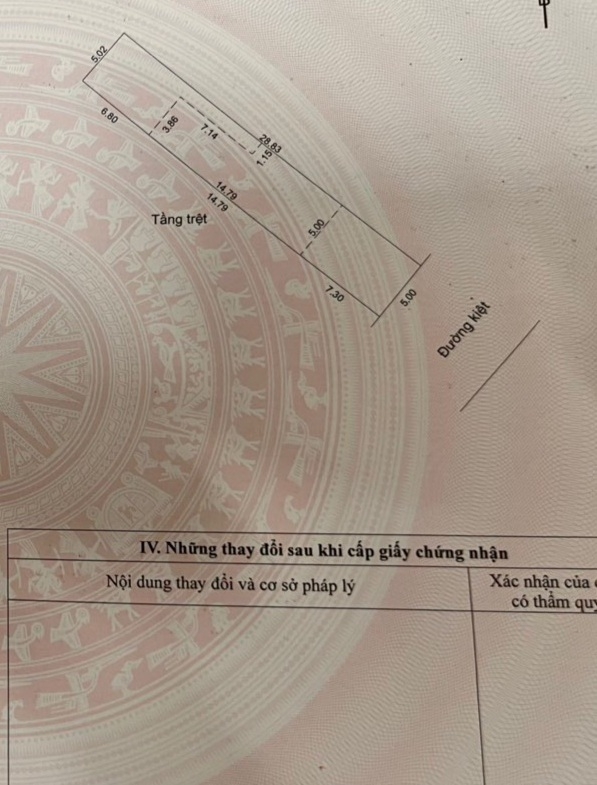 5.02
6.80
3.86
7.14
28.83
1.15
14.79
14.79
Tầng trệt
5.00
7.30
5.00
Đường kiệt
IV. Những thay đổi sau khi cấp giấy chứng nhận
Nội dung thay đổi và cơ sở pháp lý
Xác nhận của
có thẩm